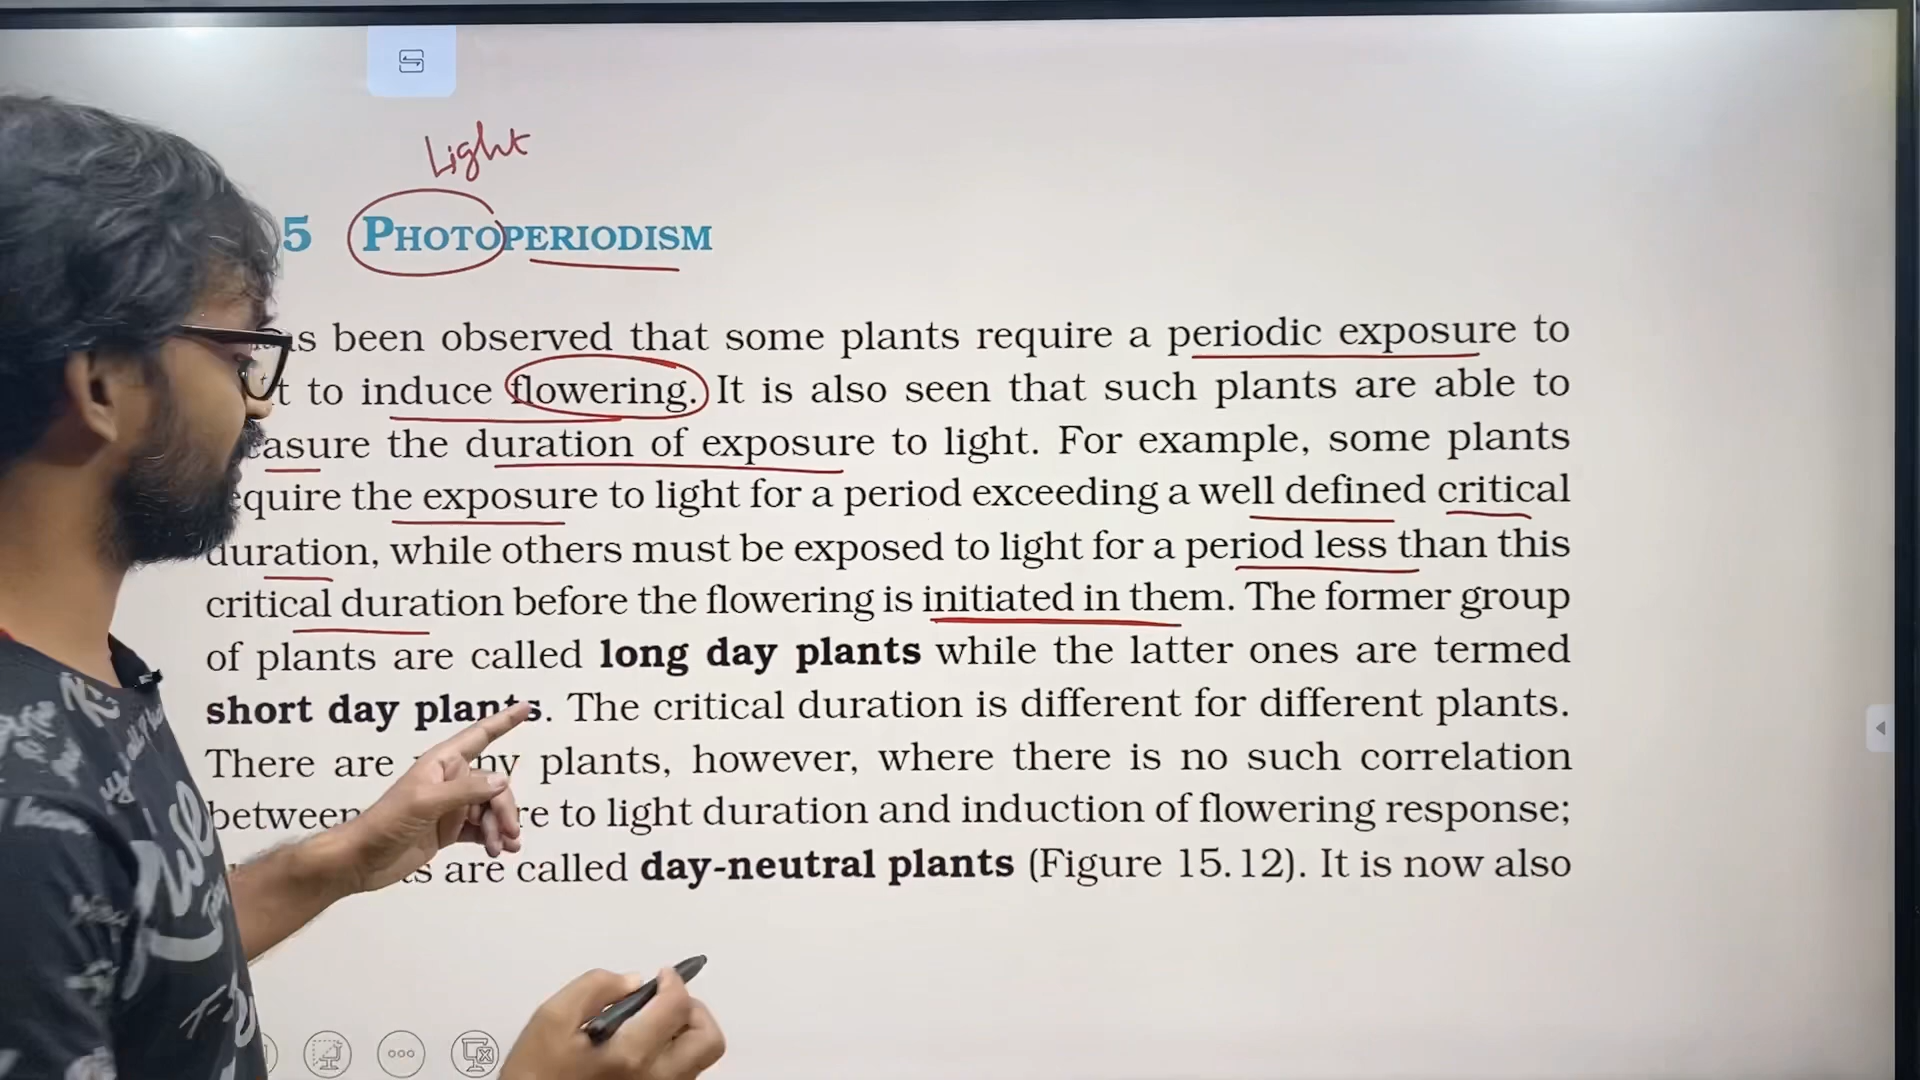 Light
5 PHOTOPERIODISM
been observed that some plants require a periodic exposure to
to induce flowering. It is also seen that such plants are able to
the duration of exposure to light. For example, some plants
the exposure to light for a period exceeding a well defined critical
duration, while others must be exposed to light for a period less than this
critical duration before the flowering is initiated in them. The former group
of plants are called long day plants while the latter ones are termed
short day plants. The critical duration is different for different plants.
There are plants, however, where there is no such correlation
between to light duration and induction of flowering response;
are called day-neutral plants (Figure 15.12). It is now also